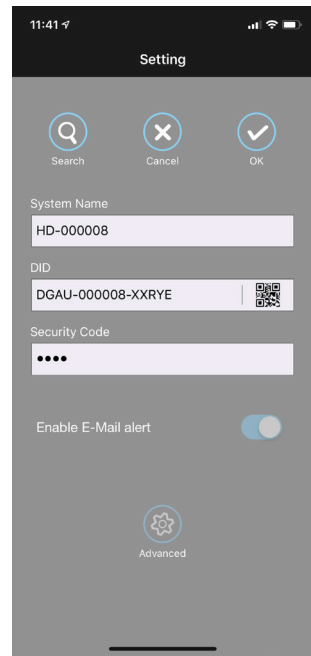 11:41
Setting
Search Cancel OK
System Name
HD-000008
DID
DGAU-000008-XXRYE
Security Code
••••
Enable E-Mail alert
Advanced